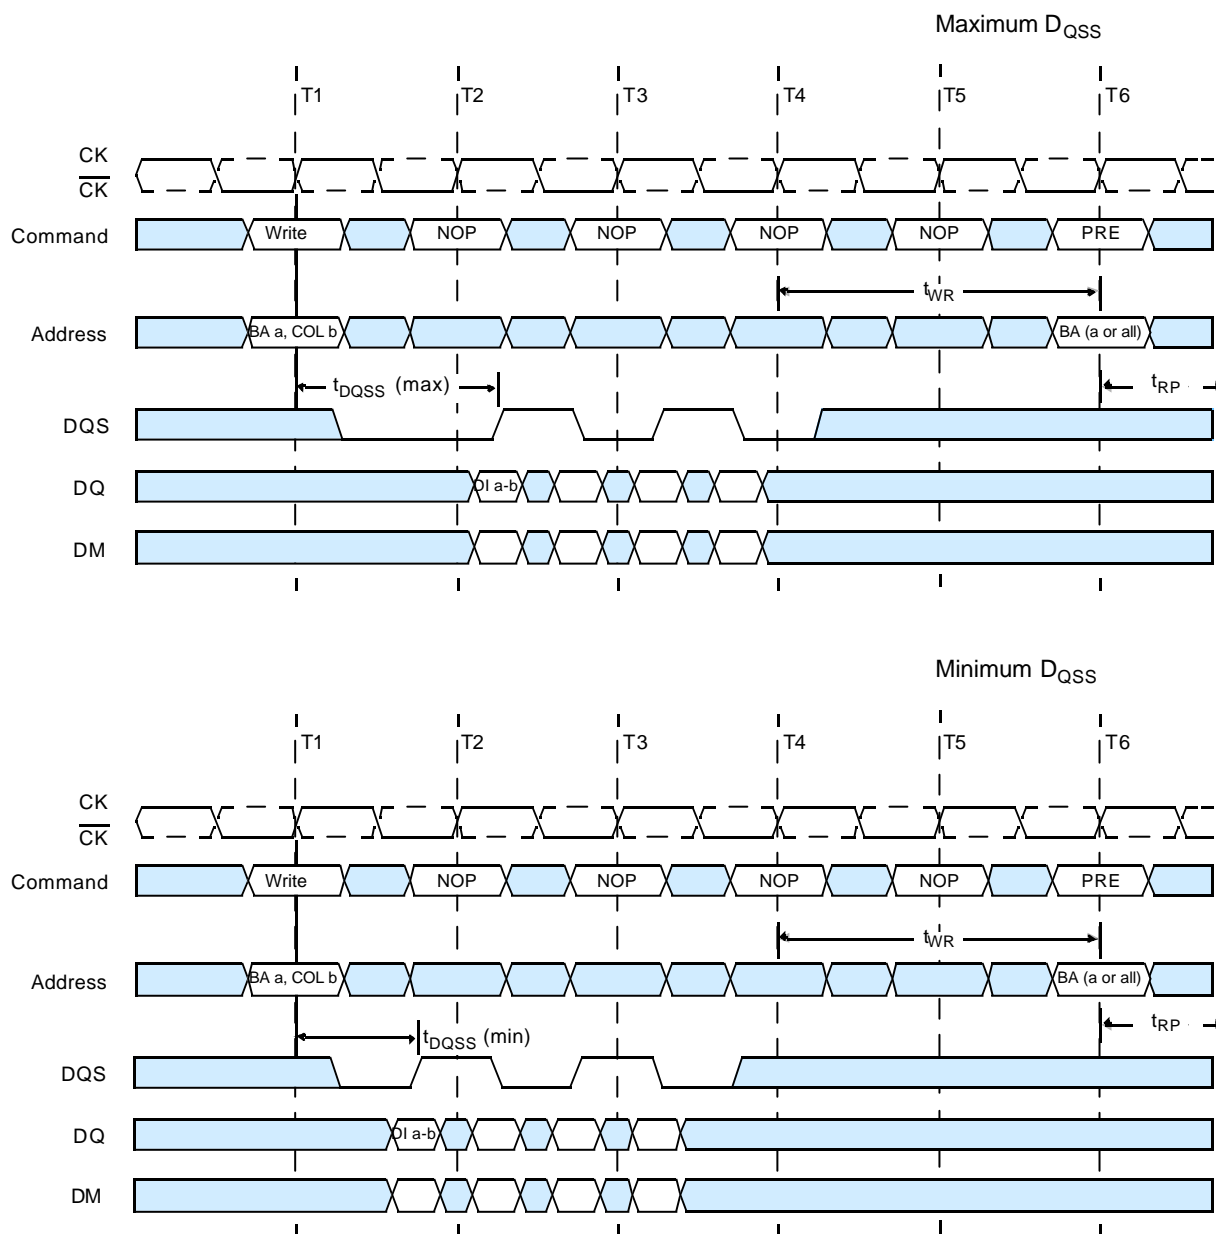 Maximum DQSS
T1 T2 T3 T4 T5 T6
CK
CK
Command Write NOP NOP NOP NOP PRE
tWR
Address BA a, COL b BA (a or all)
tDQSS (max) tRP
DQS
DQ DI a-b
DM
Minimum DQSS
T1 T2 T3 T4 T5 T6
CK
CK
Command Write NOP NOP NOP NOP PRE
tWR
Address BA a, COL b BA (a or all)
tDQSS (min) tRP
DQS
DQ DI a-b
DM